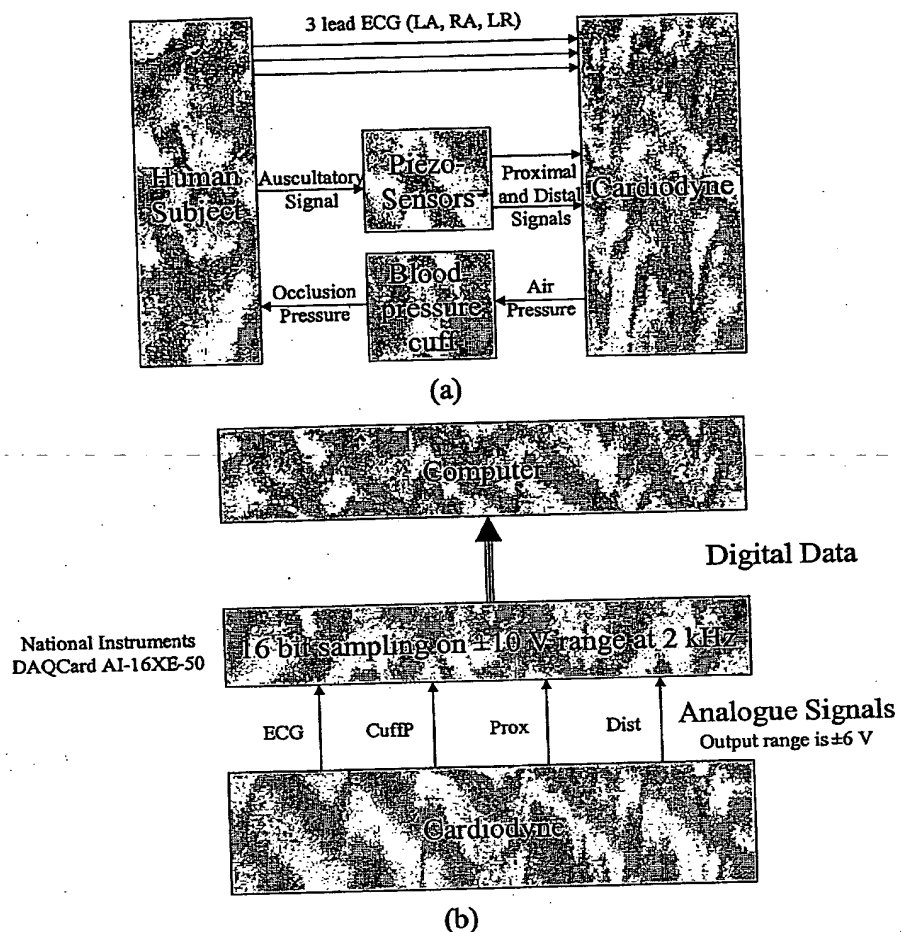 3 lead ECG (LA, RA, LR)
Human
Subject
Auscultatory
Signal
Piezo-
Sensors
Proximal
and Distal
Signals
Cardiodyne
Occlusion
Pressure
Blood-
pressure
cuff
Air
Pressure
(a)
Computer
Digital Data
National Instruments
DAQCard AI-16XE-50
16 bit sampling on ±10 V range at 2 kHz
ECG
CuffP
Prox
Dist
Analogue Signals
Output range is ±6 V
Cardiodyne
(b)